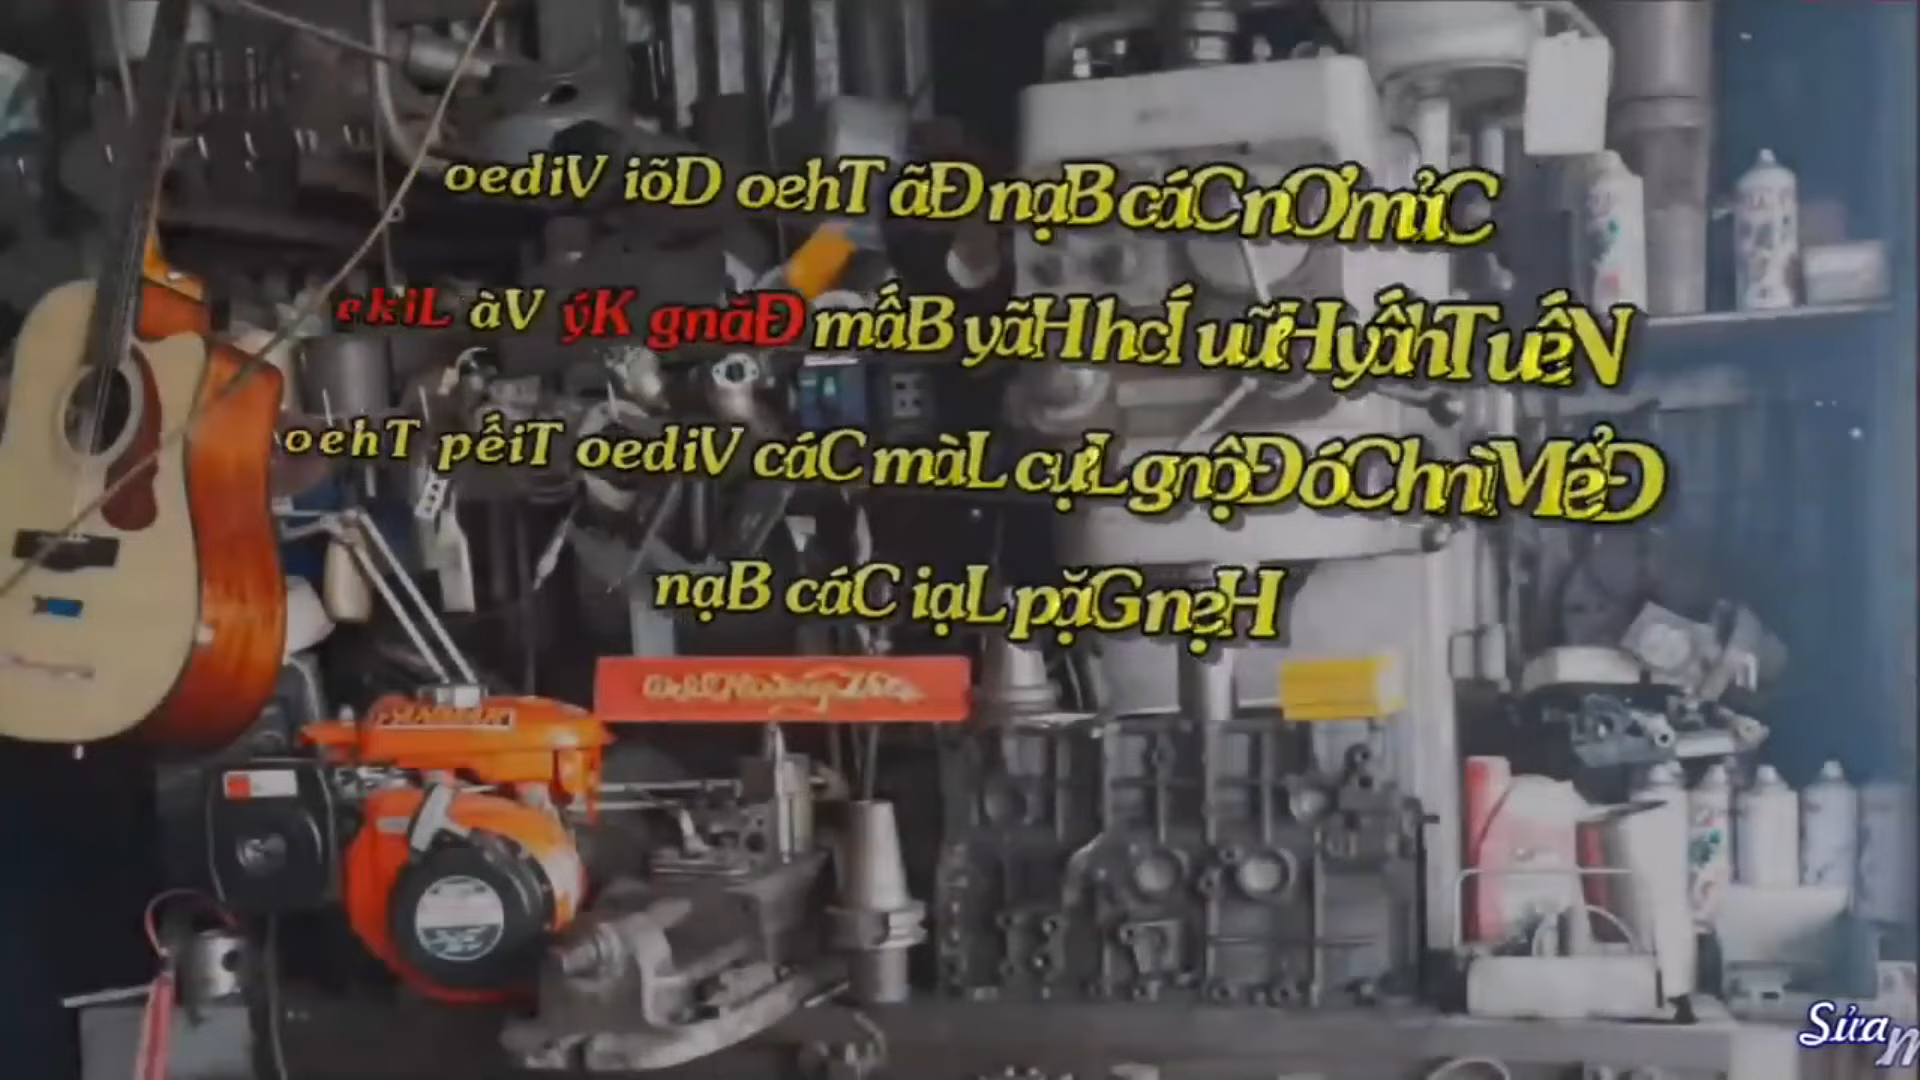 oediV iõD oehT ãĐ nạB cáC nƠ mỉC
ekiL àV ýK gnăĐ mấB yãH hcÍ uữH yấhT uếN
oehT pếiT oediV cáC màL cựL gnộĐ óC hnìM ểĐ
nạB cáC iạL pặG nẹH
Sửa